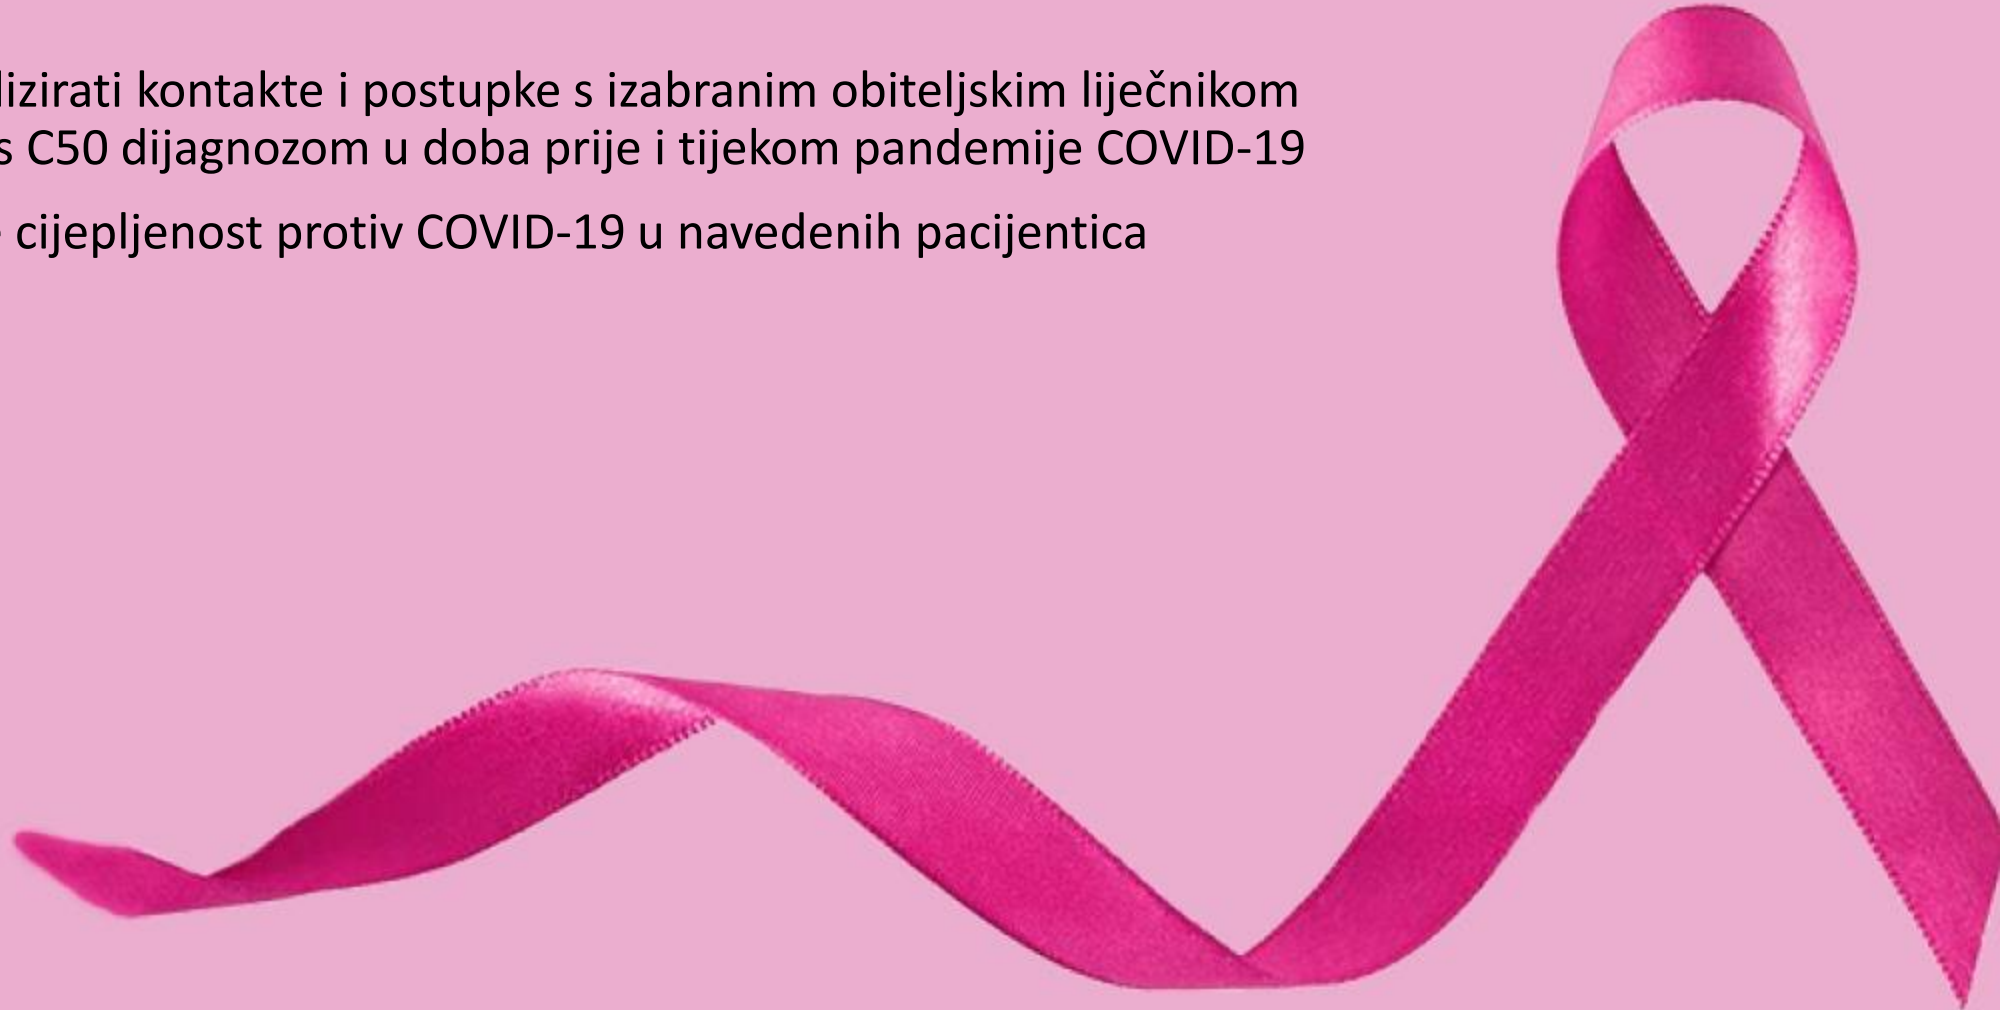 lizirati kontakte i postupke s izabranim obiteljskim liječnikom
s C50 dijagnozom u doba prije i tijekom pandemije COVID-19
cijepljenost protiv COVID-19 u navedenih pacijentica